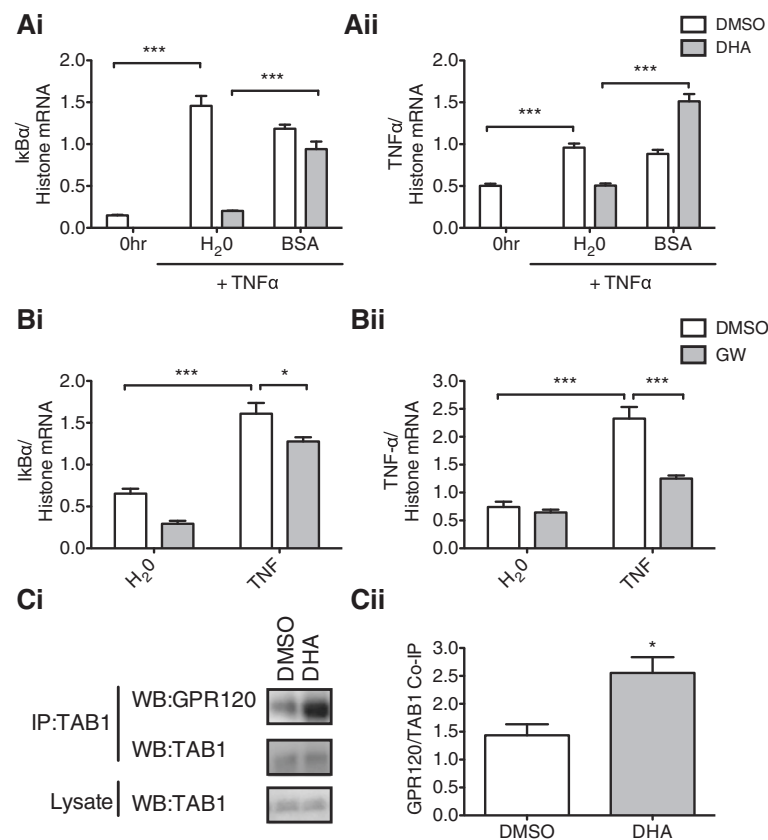 Ai
Aii
DMSO
DHA
IκBα/
Histone mRNA
2.0
1.5
1.0
0.5
0.0
***
***
0hr
H20
BSA
+ TNFα
TNFα/
Histone mRNA
2.0
1.5
1.0
0.5
0.0
***
***
0hr
H20
BSA
+ TNFα
Bi
Bii
DMSO
GW
IκBα/
Histone mRNA
2.0
1.5
1.0
0.5
0.0
***
*
H20
TNF
TNF-α/
Histone mRNA
3.0
2.5
2.0
1.5
1.0
0.5
0.0
***
***
H20
TNF
Ci
DMSO
DHA
IP:TAB1
WB:GPR120
WB:TAB1
Lysate
WB:TAB1
Cii
GPR120/TAB1 Co-IP
3.0
2.5
2.0
1.5
1.0
0.5
0.0
*
DMSO
DHA